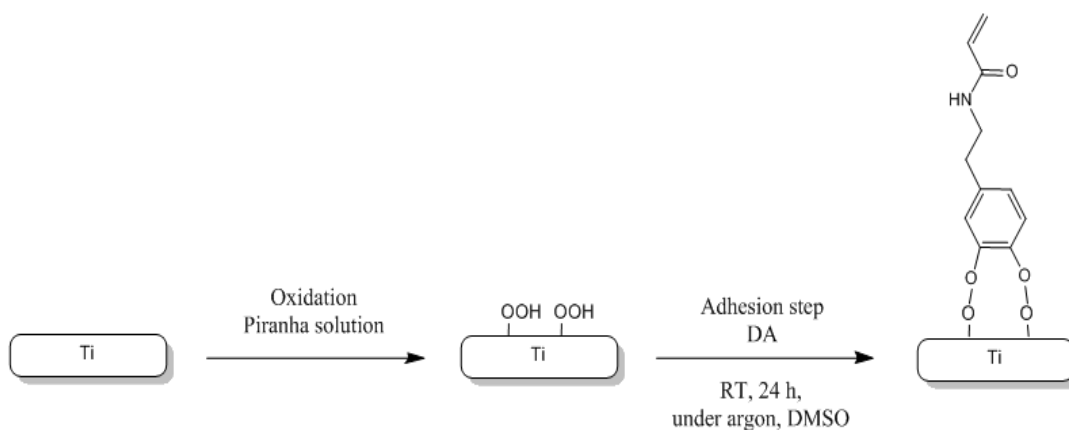 Ti
Oxidation
Piranha solution
OOH OOH
Ti
Adhesion step
DA
RT, 24 h,
under argon, DMSO
O
HN
O
O
O
O
Ti